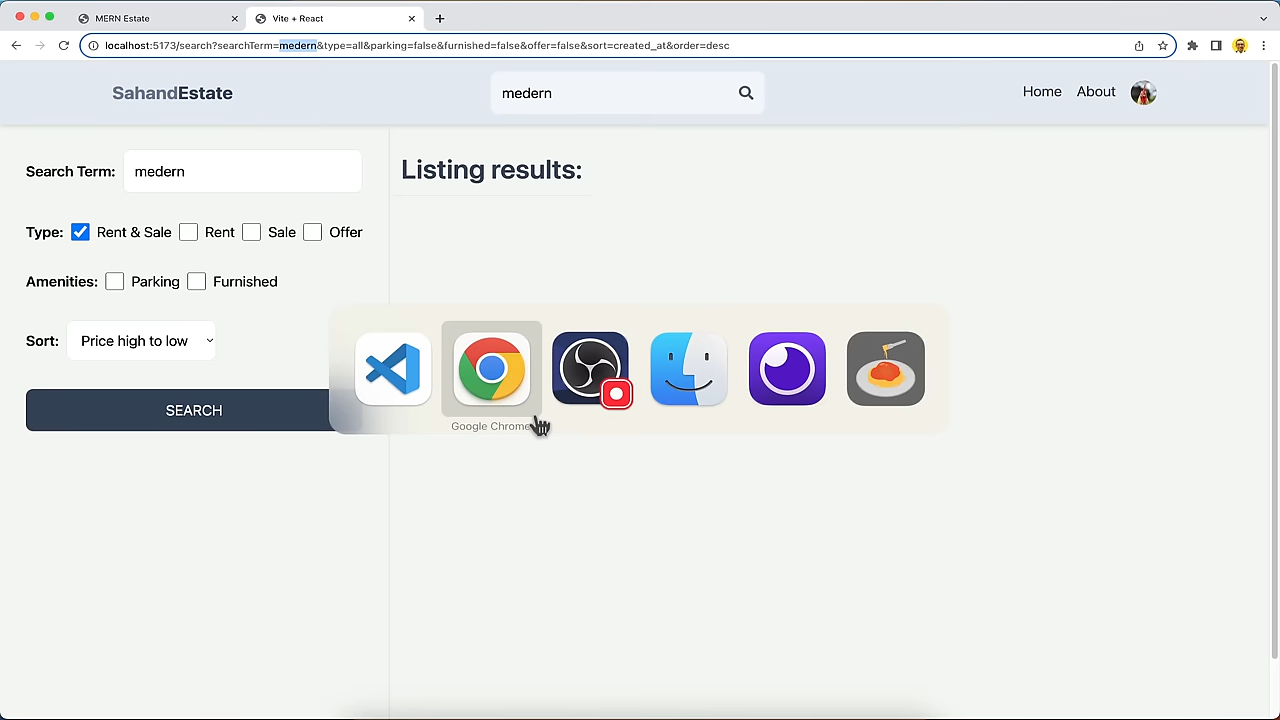 MERN Estate
Vite + React
localhost:5173/search?searchTerm=medern&type=all&parking=false&furnished=false&offer=false&sort=created_at&order=desc
SahandEstate
medern
Home
About
Search Term:
medern
Listing results:
Type:
Rent & Sale
Rent
Sale
Offer
Amenities:
Parking
Furnished
Sort:
Price high to low
SEARCH
Google Chrome